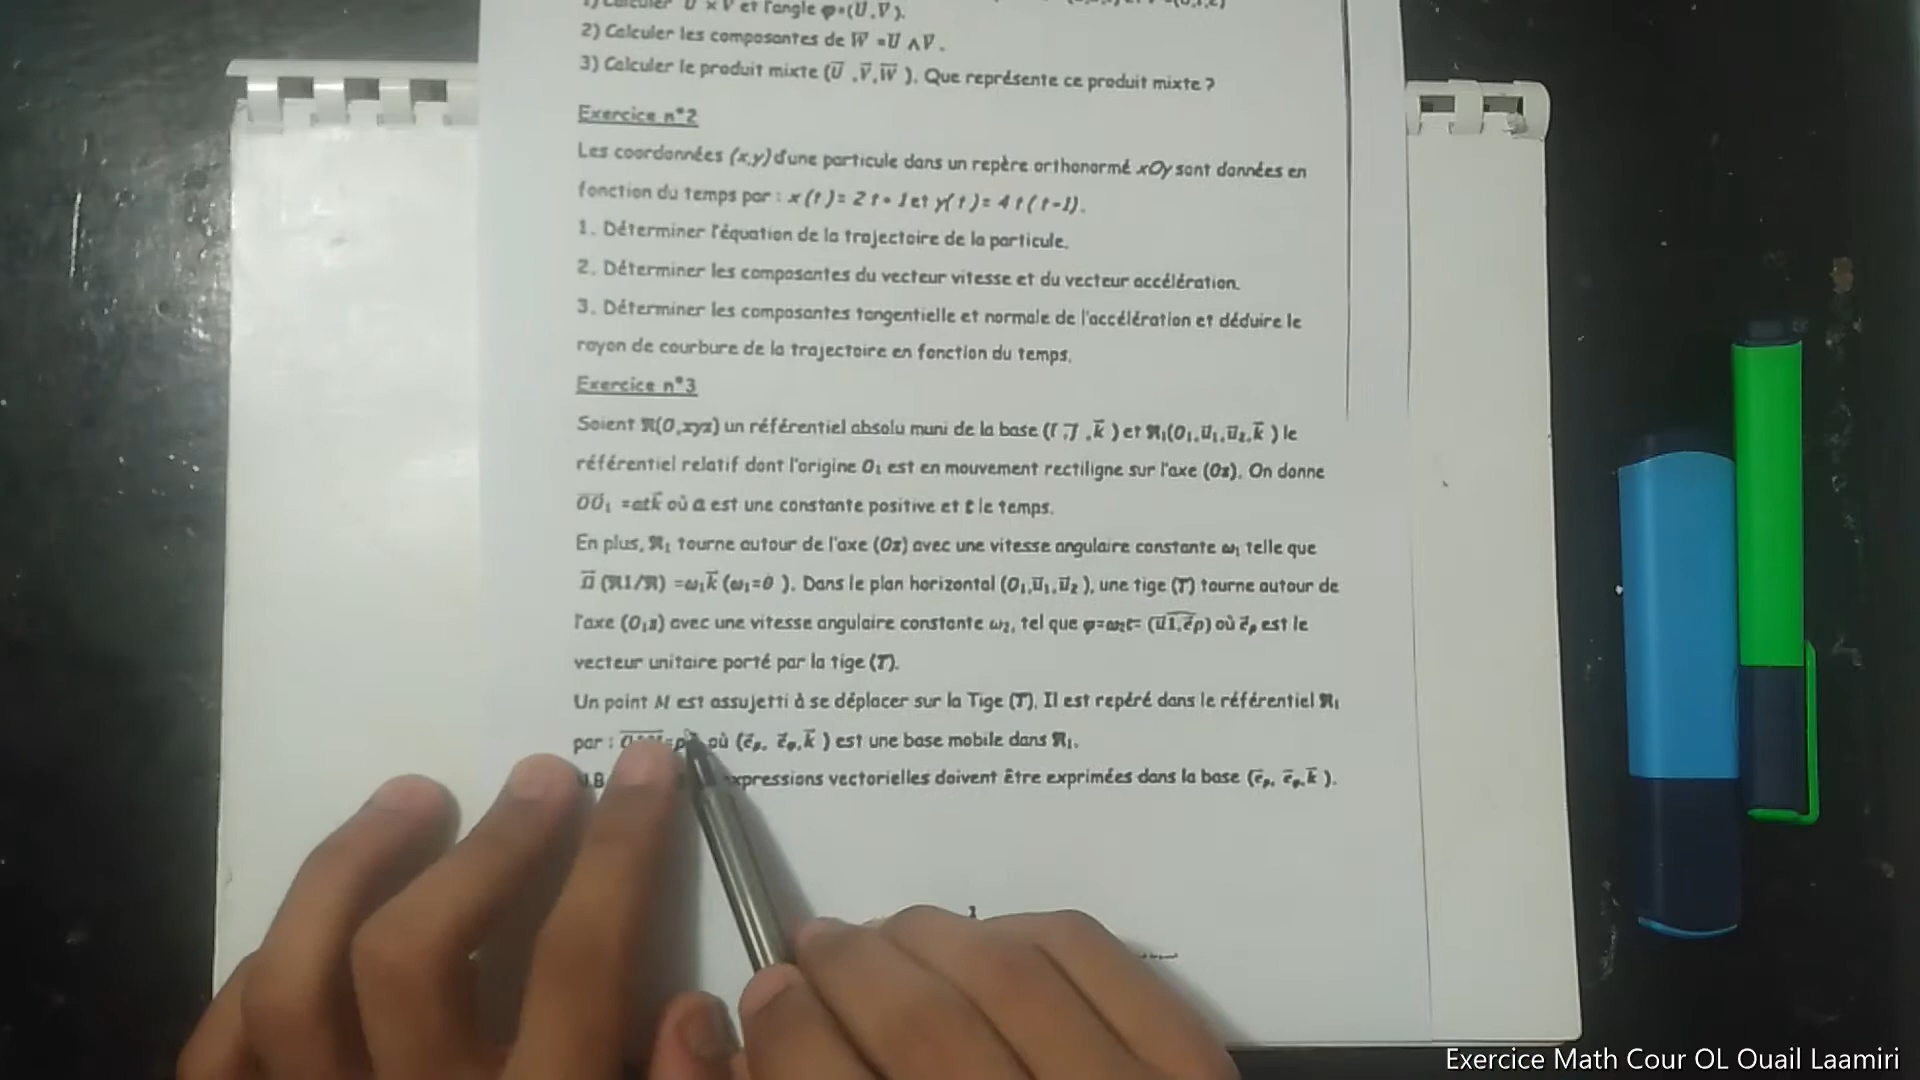 1) Calculer U × V et l'angle φ=(U,V).
2) Calculer les composantes de W =U ∧V .
3) Calculer le produit mixte (U ,V,W ). Que représente ce produit mixte ?
Exercice n°2
Les coordonnées (x,y) d'une particule dans un repère orthonormé xOy sont données en
fonction du temps par : x(t)= 2 t + 1 et y(t)= 4 t(t-1).
1. Déterminer l'équation de la trajectoire de la particule.
2. Déterminer les composantes du vecteur vitesse et du vecteur accélération.
3. Déterminer les composantes tangentielle et normale de l'accélération et déduire le
rayon de courbure de la trajectoire en fonction du temps.
Exercice n°3
Soient ℜ(O,xyz) un référentiel absolu muni de la base (i ,j ,k ) et ℜ₁(O₁,u₁,u₂,k ) le
référentiel relatif dont l'origine O₁ est en mouvement rectiligne sur l'axe (Oz). On donne
OO₁ =atk où a est une constante positive et t le temps.
En plus, ℜ₁ tourne autour de l'axe (Oz) avec une vitesse angulaire constante ω₁ telle que
Ω (ℜ1/ℜ) =ω₁k (ω₁=θ ). Dans le plan horizontal (O₁,u₁,u₂ ), une tige (T) tourne autour de
l'axe (O₁z) avec une vitesse angulaire constante ω₂, tel que φ=ω₂t= (u1,eρ) où eρ est le
vecteur unitaire porté par la tige (T).
Un point M est assujetti à se déplacer sur la Tige (T). Il est repéré dans le référentiel ℜ₁
par : où (eρ, eφ,k ) est une base mobile dans ℜ₁.
expressions vectorielles doivent être exprimées dans la base (eρ, eφ,k ).
1
Exercice Math Cour OL Ouail Laamiri